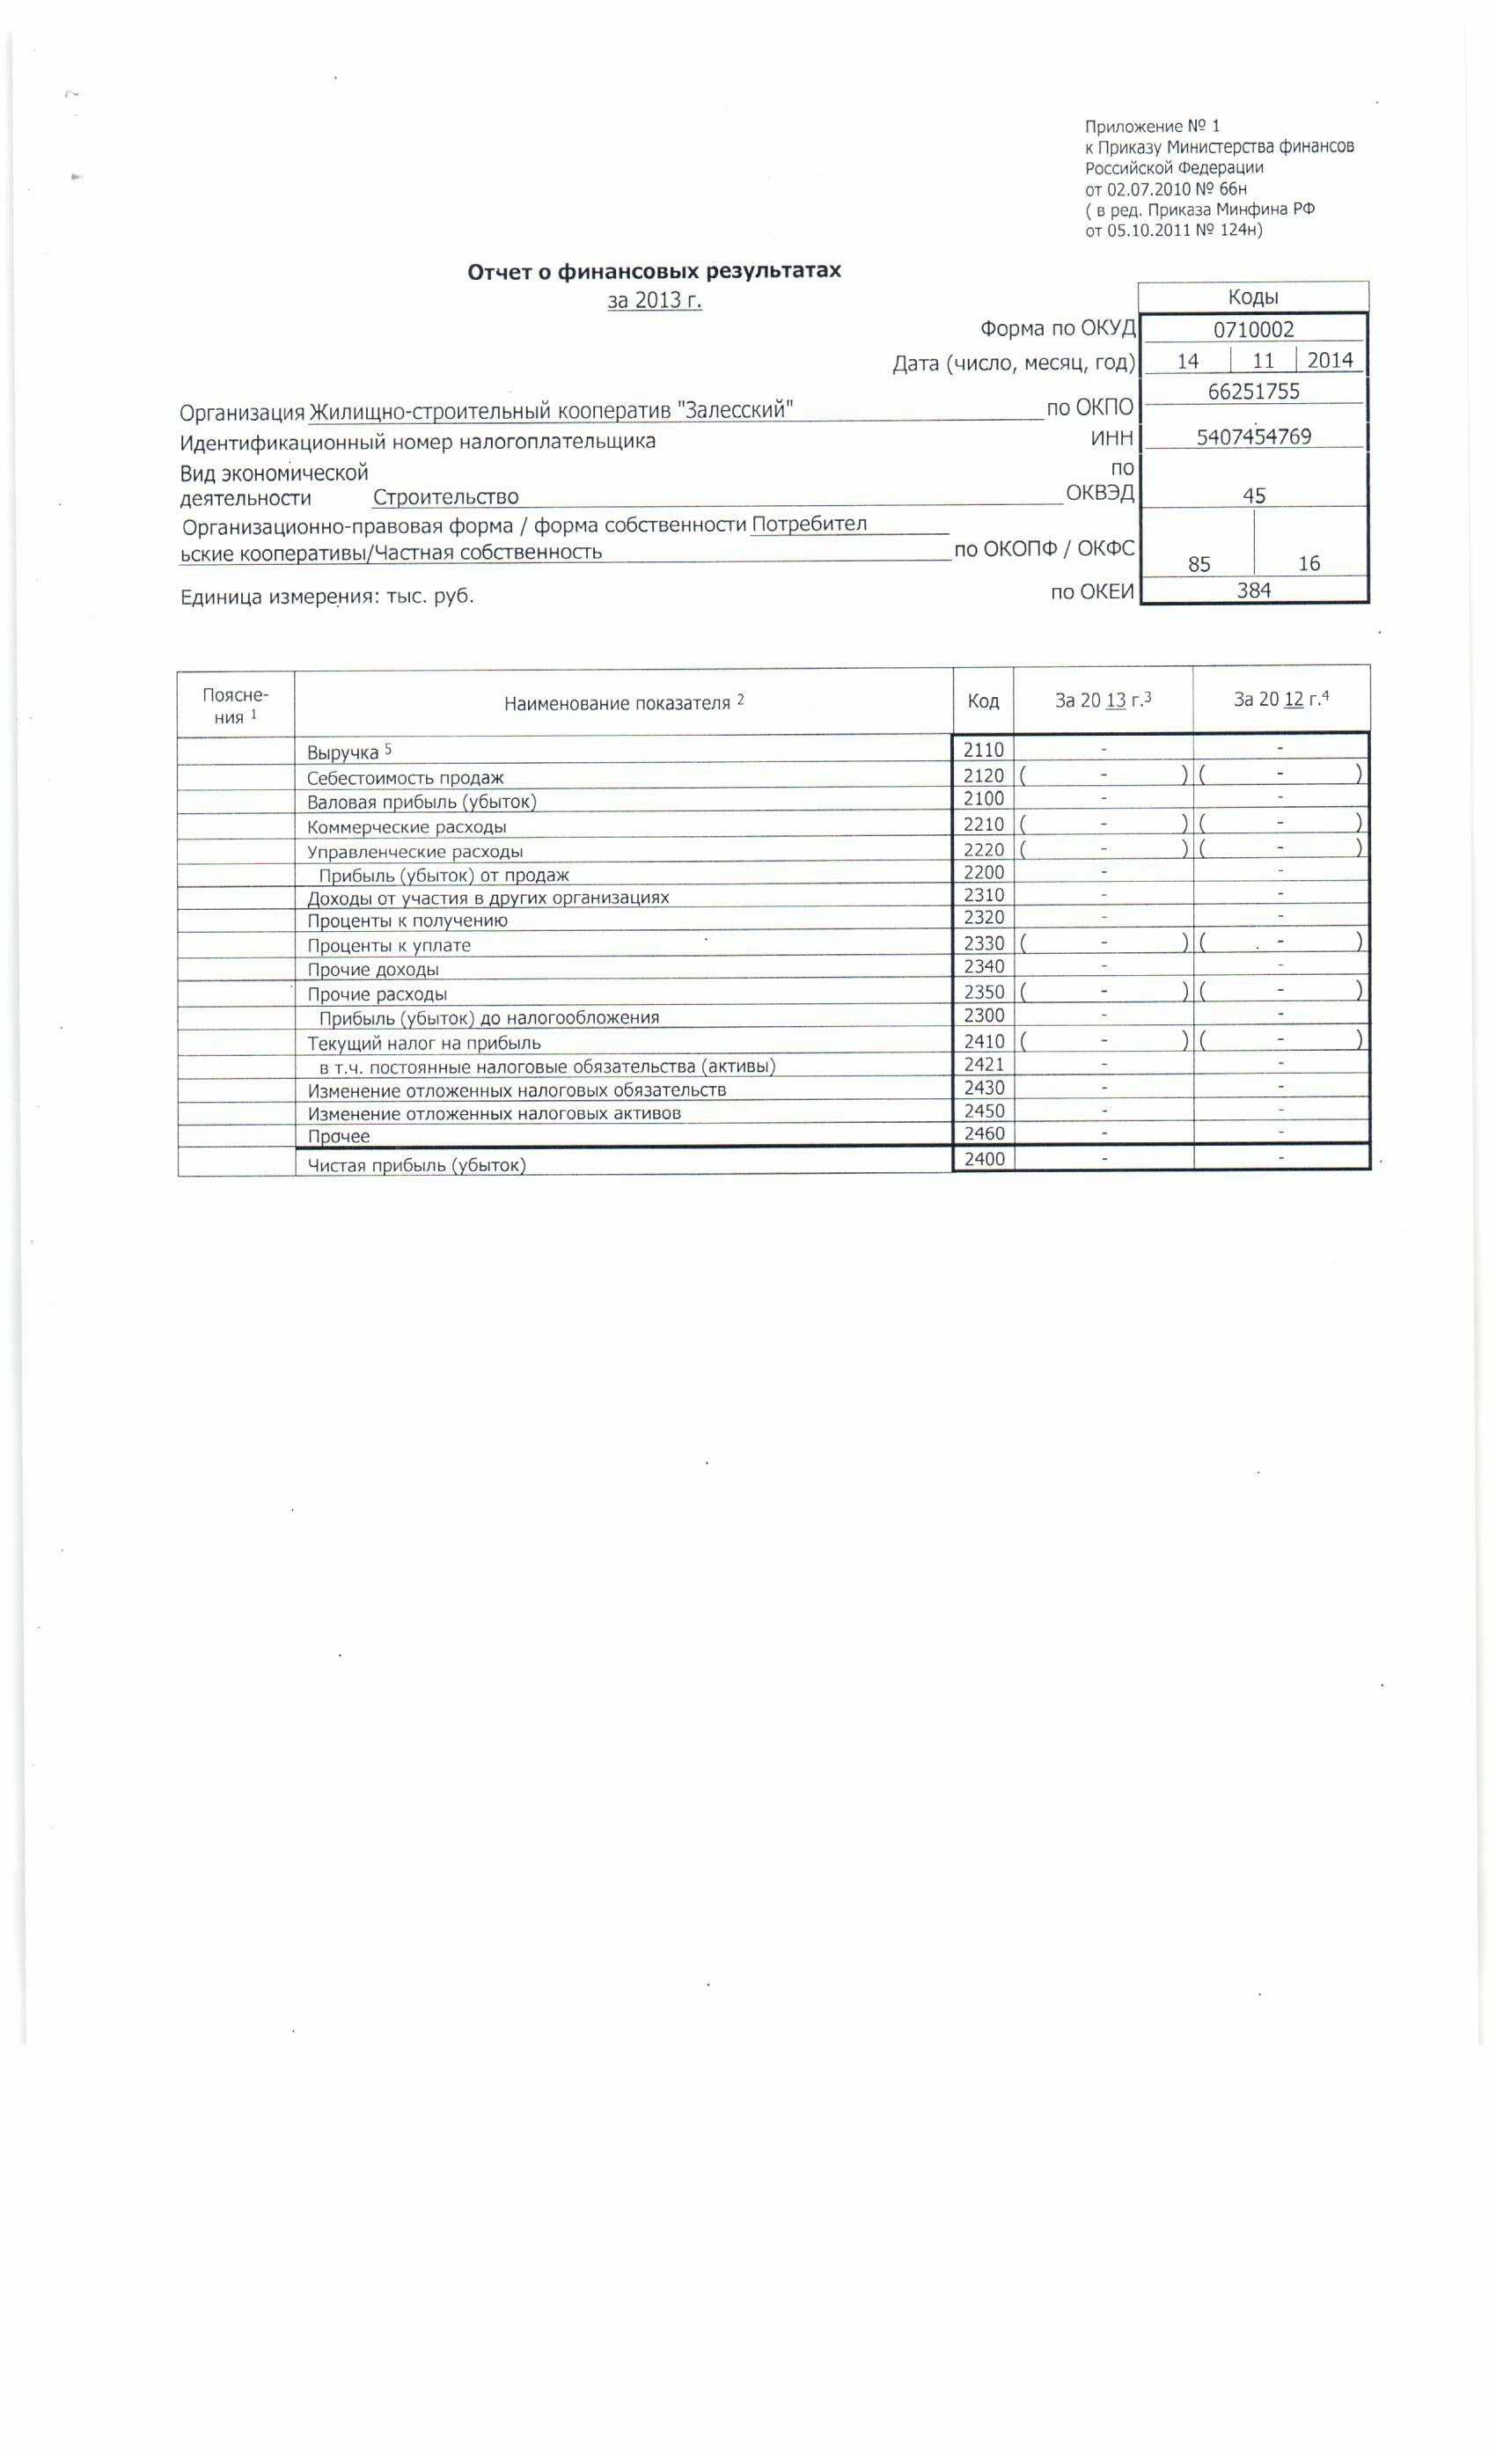 Приложение № 1
к Приказу Министерства финансов
Российской Федерации
от 02.07.2010 № 66н
( в ред. Приказа Минфина РФ
от 05.10.2011 № 124н)
Отчет о финансовых результатах
за 2013 г.
Коды
Форма по ОКУД 0710002
Дата (число, месяц, год) 14 11 2014
Организация Жилищно-строительный кооператив "Залесский" по ОКПО 66251755
Идентификационный номер налогоплательщика ИНН 5407454769
Вид экономической по
деятельности Строительство ОКВЭД 45
Организационно-правовая форма / форма собственности Потребител
ьские кооперативы/Частная собственность по ОКОПФ / ОКФС 85 16
Единица измерения: тыс. руб. по ОКЕИ 384
Поясне-
ния 1 Наименование показателя 2 Код За 20 13 г.3 За 20 12 г.4
Выручка 5 2110 - -
Себестоимость продаж 2120 ( - ) ( - )
Валовая прибыль (убыток) 2100 - -
Коммерческие расходы 2210 ( - ) ( - )
Управленческие расходы 2220 ( - ) ( - )
Прибыль (убыток) от продаж 2200 - -
Доходы от участия в других организациях 2310 - -
Проценты к получению 2320 - -
Проценты к уплате 2330 ( - ) ( - )
Прочие доходы 2340 - -
Прочие расходы 2350 ( - ) ( - )
Прибыль (убыток) до налогообложения 2300 - -
Текущий налог на прибыль 2410 ( - ) ( - )
в т.ч. постоянные налоговые обязательства (активы) 2421 - -
Изменение отложенных налоговых обязательств 2430 - -
Изменение отложенных налоговых активов 2450 - -
Прочее 2460 - -
Чистая прибыль (убыток) 2400 - -